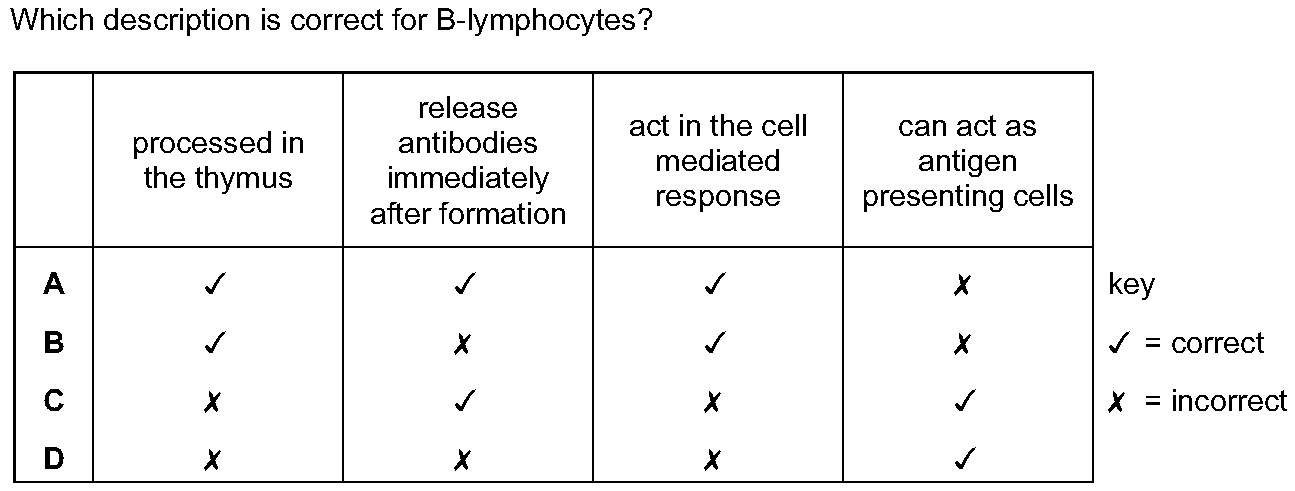 Which description is correct for B-lymphocytes?
processed in
the thymus
release
antibodies
immediately
after formation
act in the cell
mediated
response
can act as
antigen
presenting cells
A ✓ ✓ ✓ ✗ key
B ✓ ✗ ✓ ✗ ✓ = correct
C ✗ ✓ ✗ ✓ ✗ = incorrect
D ✗ ✗ ✗ ✓